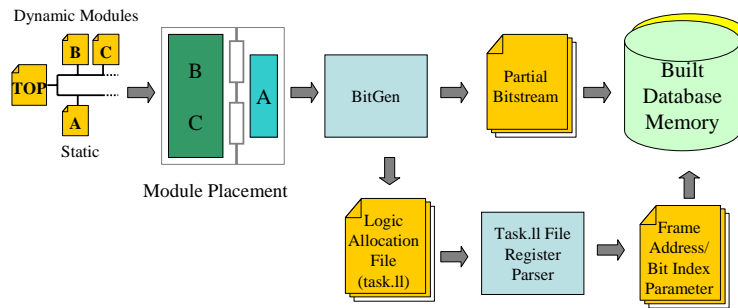 Dynamic Modules
B
C
TOP
A
Static
B
C
A
Module Placement
BitGen
Partial
Bitstream
Built
Database
Memory
Logic
Allocation
File
(task.ll)
Task.ll File
Register
Parser
Frame
Address/
Bit Index
Parameter